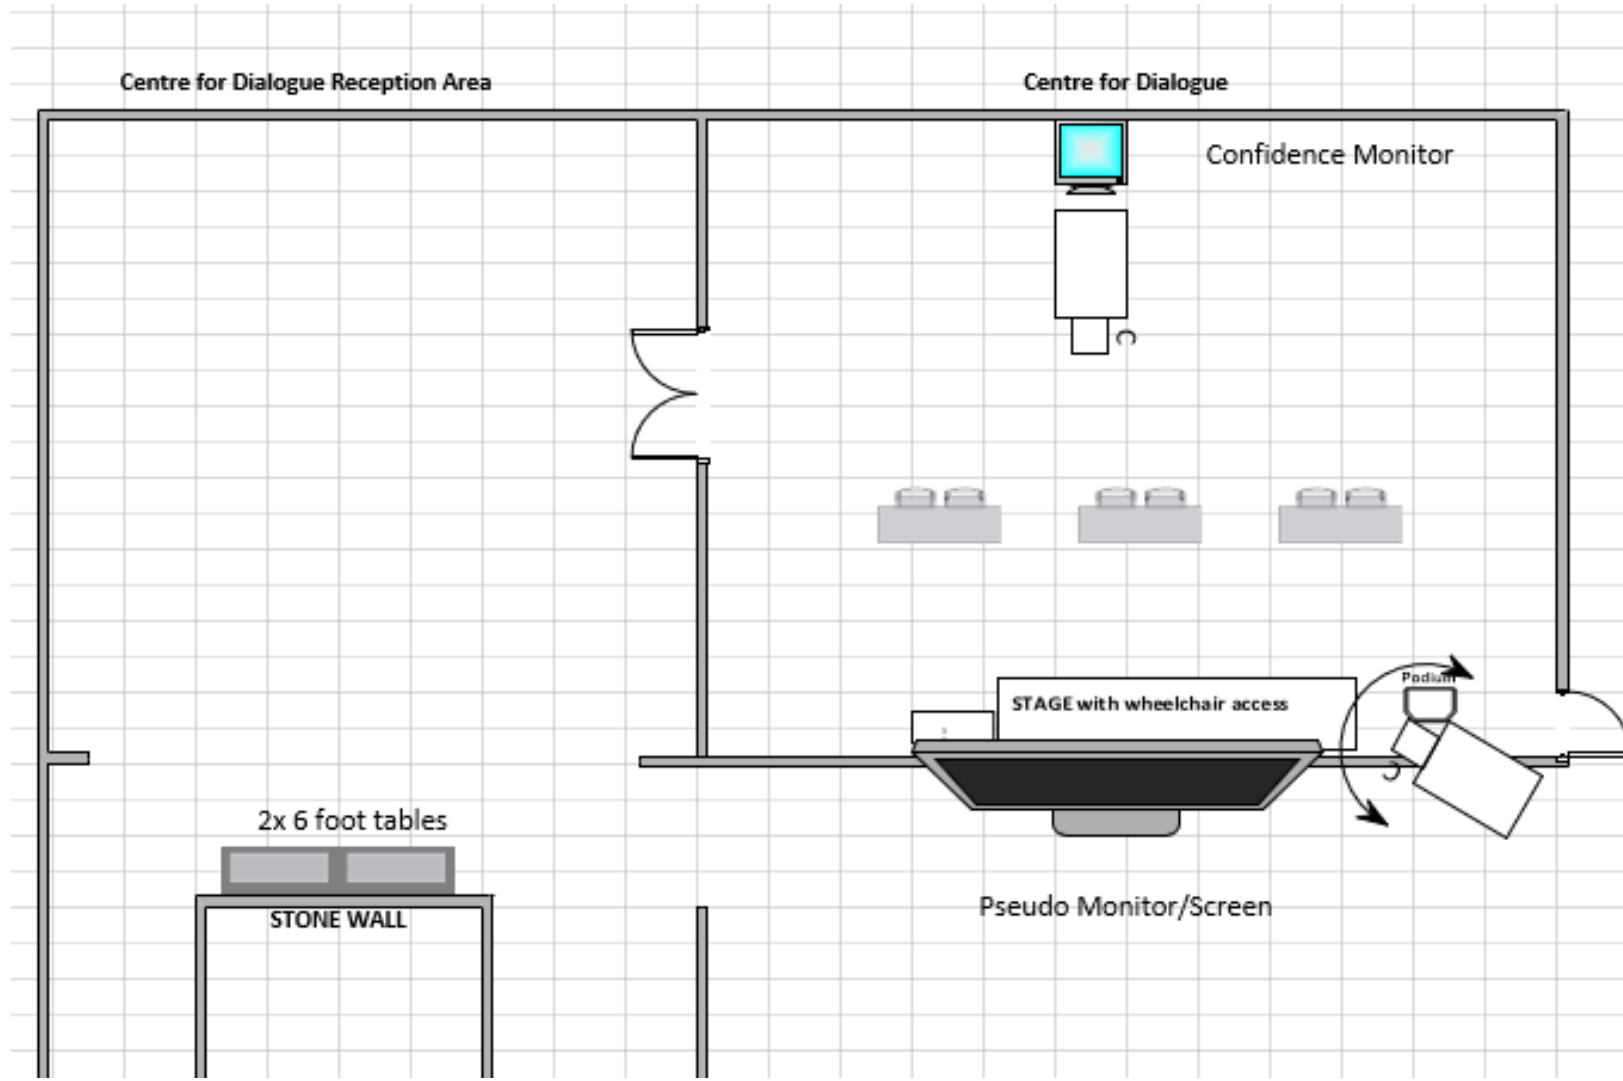 Centre for Dialogue Reception Area
Centre for Dialogue
Confidence Monitor
Podium
STAGE with wheelchair access
2x 6 foot tables
Pseudo Monitor/Screen
STONE WALL